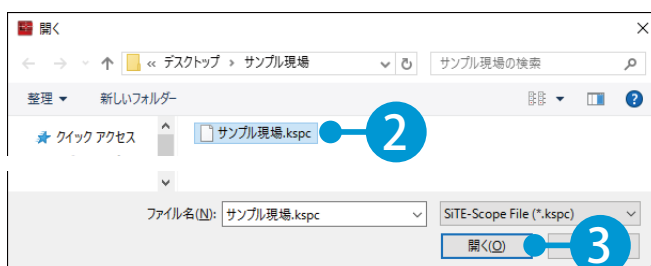 開く
« デスクトップ › サンプル現場
サンプル現場の検索
整理 ▼ 新しいフォルダー
クイック アクセス
サンプル現場.kspc
2
ファイル名(N): サンプル現場.kspc
SiTE-Scope File (*.kspc)
開く(O)
3